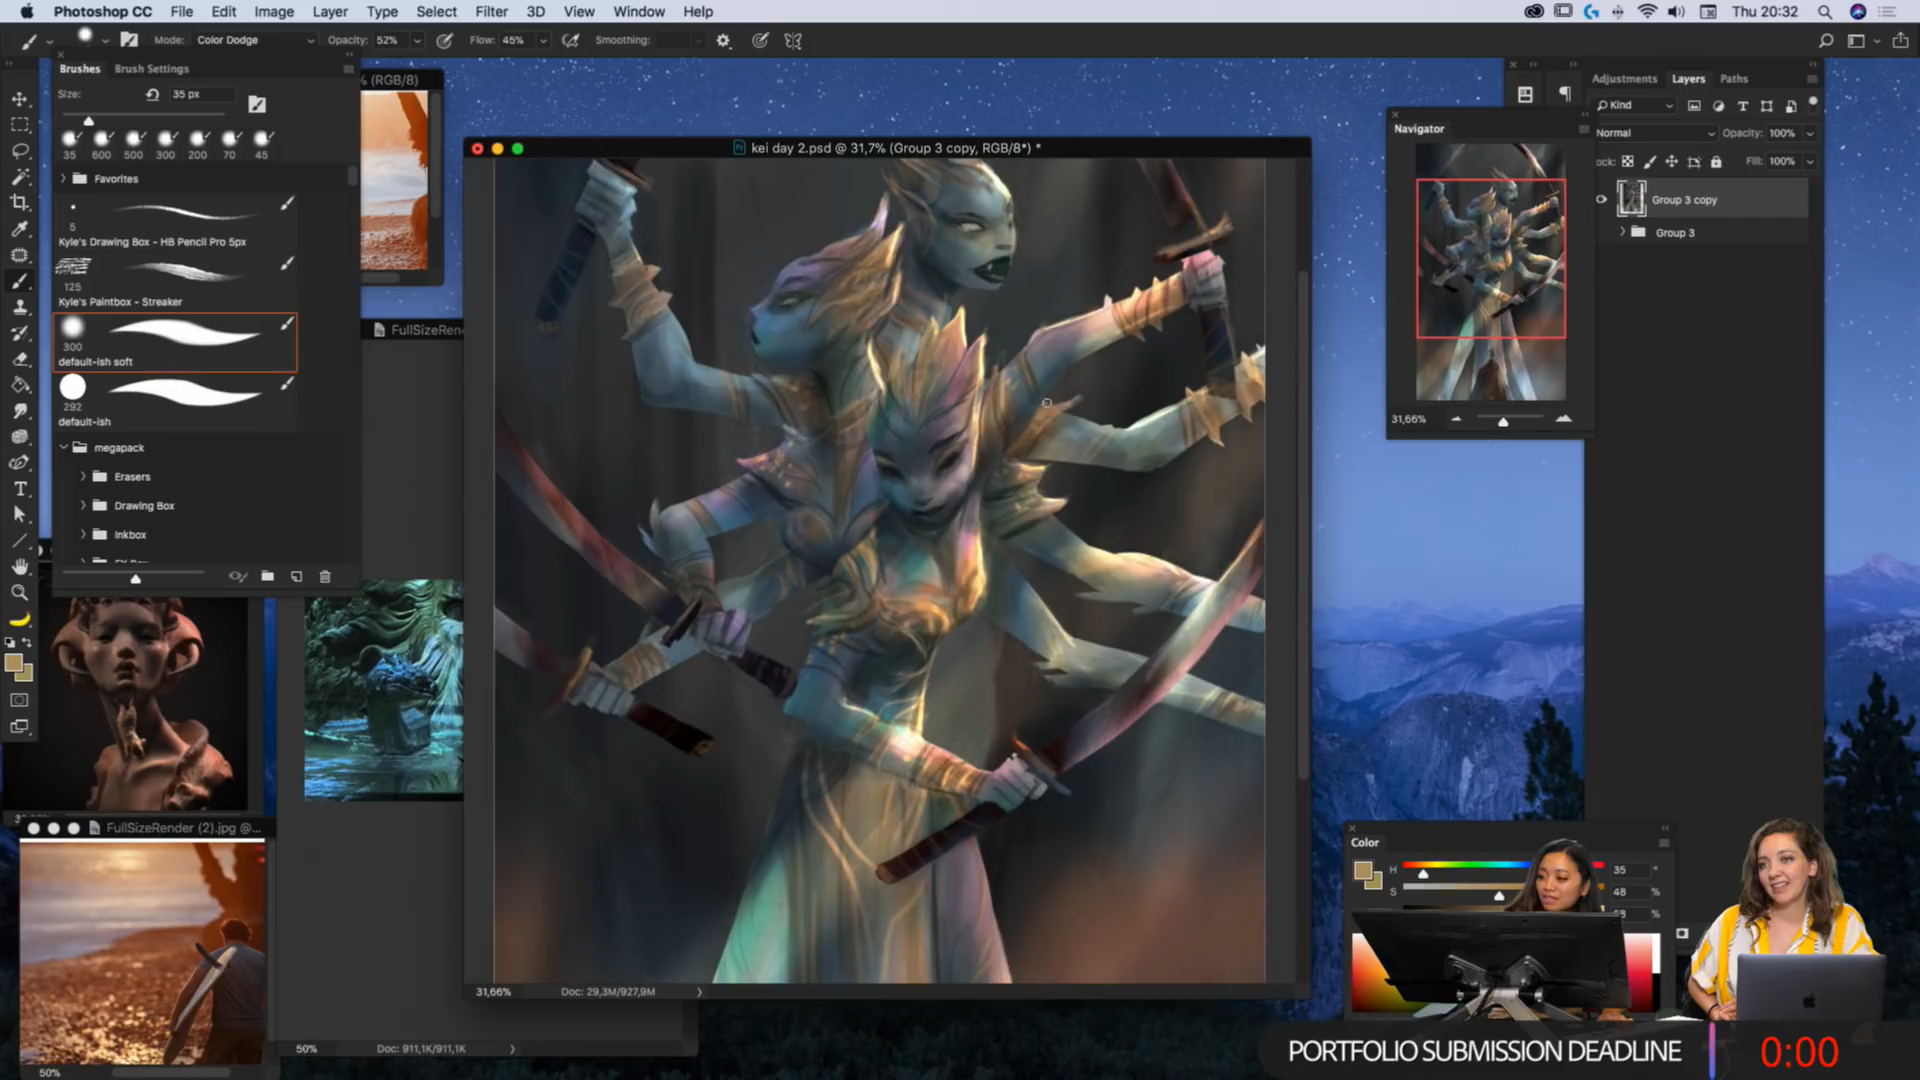 Photoshop CC File Edit Image Layer Type Select Filter 3D View Window Help Thu 20:32
Mode: Color Dodge Opacity: 52% Flow: 45% Smoothing:
Brushes Brush Settings
Size: 35 px
35 600 500 300 200 70 45
Favorites
5
Kyle's Drawing Box - HB Pencil Pro 5px
125
Kyle's Paintbox - Streaker
300
default-ish soft
292
default-ish
megapack
Erasers
Drawing Box
Inkbox
% (RGB/8)
FullSizeRen
kei day 2.psd @ 31,7% (Group 3 copy, RGB/8*) *
31,66% Doc: 29,3M/927,9M
FullSizeRender (2).jpg @...
50%
50% Doc: 911,1K/911,1K
Navigator
31,66%
Adjustments Layers Paths
Kind
Normal Opacity: 100%
ock: Fill: 100%
Group 3 copy
Group 3
Color
H 35 °
S 48 %
%
PORTFOLIO SUBMISSION DEADLINE 0:00